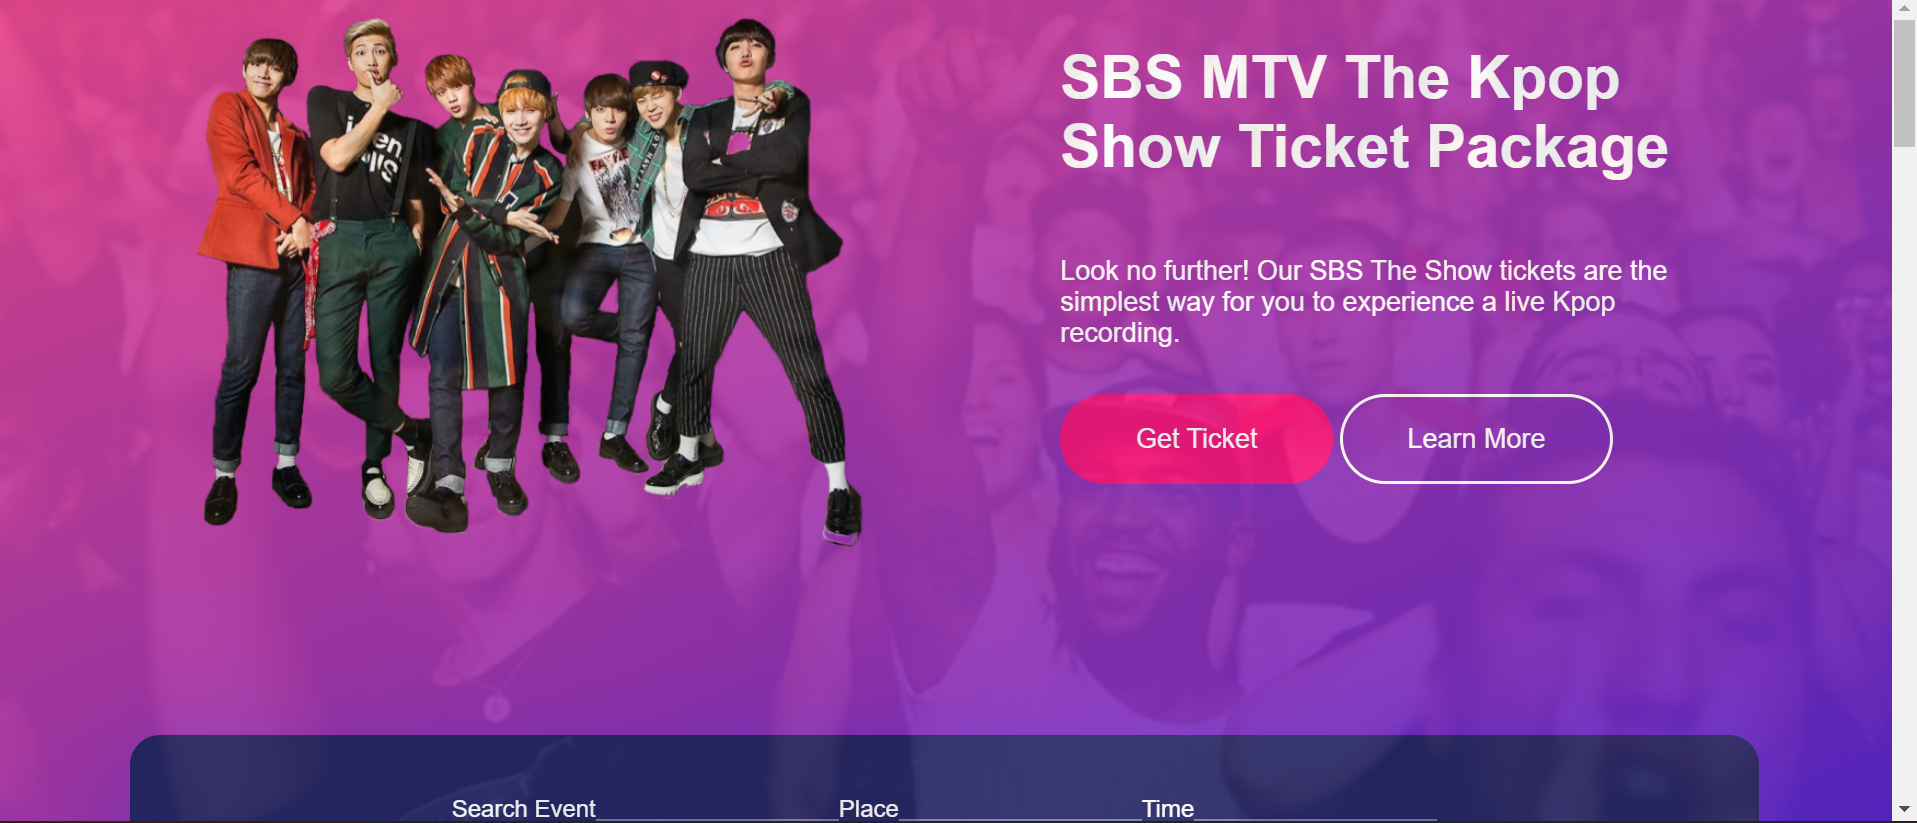 SBS MTV The Kpop
Show Ticket Package
Look no further! Our SBS The Show tickets are the
simplest way for you to experience a live Kpop
recording.
Get Ticket
Learn More
Search Event
Place
Time